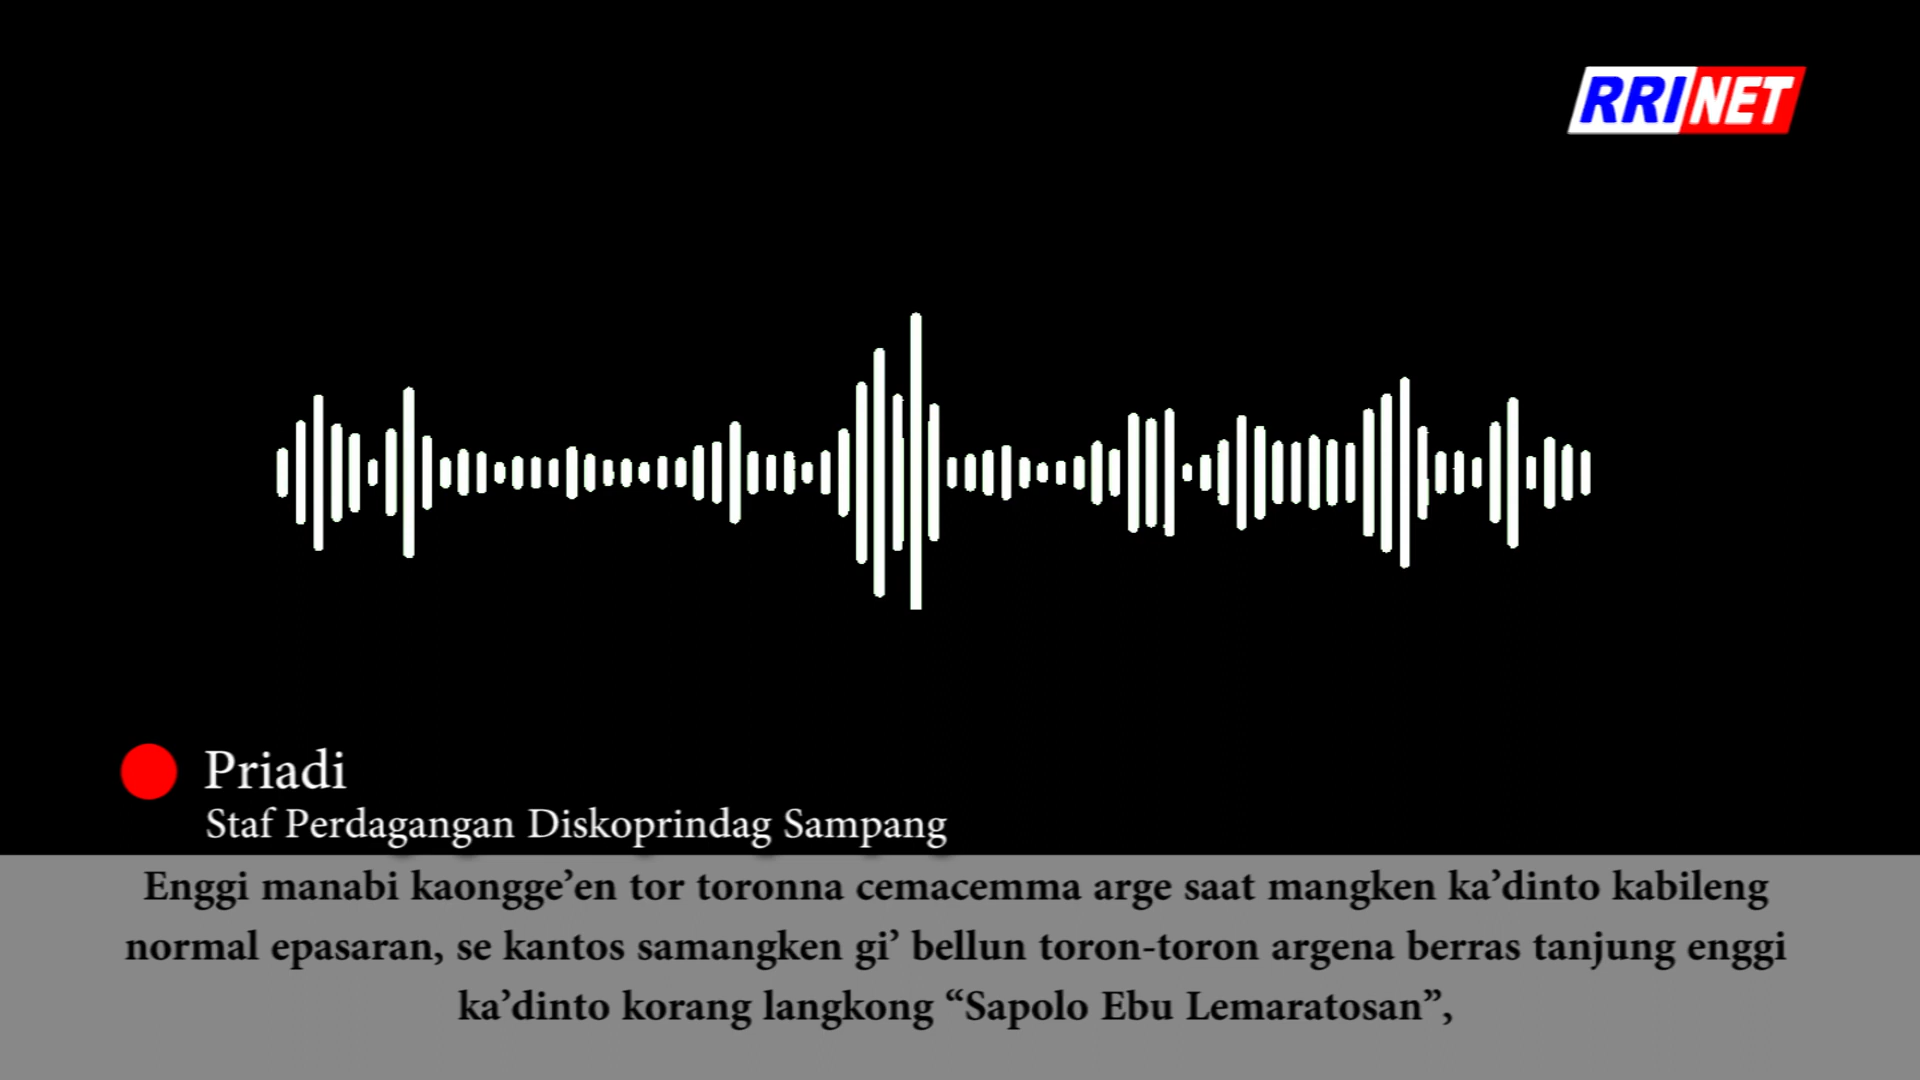 RRINET
Priadi
Staf Perdagangan Diskoprindag Sampang
Enggi manabi kaongge’en tor toronna cemacemma arge saat mangken ka’dinto kabileng
normal epasaran, se kantos samangken gi’ bellun toron-toron argena berras tanjung enggi
ka’dinto korang langkong “Sapolo Ebu Lemaratosan”,